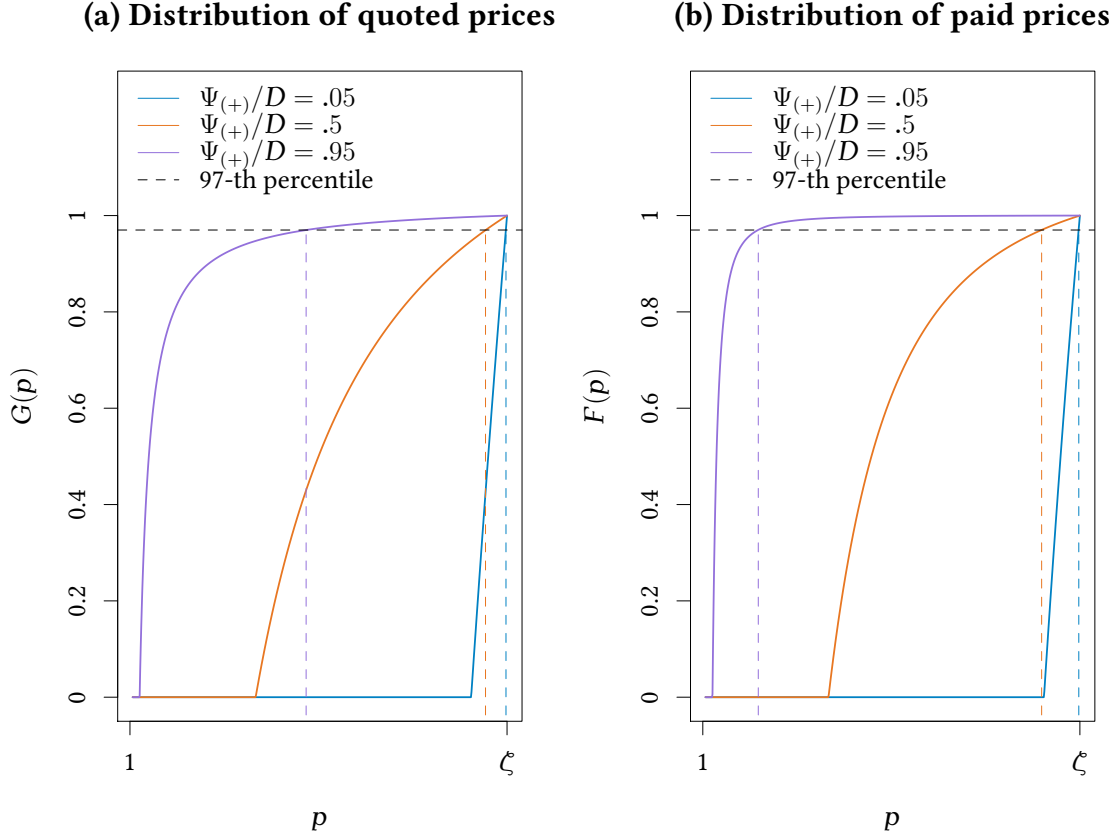 (a) Distribution of quoted prices
Ψ(+)/D = .05
Ψ(+)/D = .5
Ψ(+)/D = .95
97-th percentile
1
0.8
0.6
0.4
0.2
0
G(p)
1
ζ
p
(b) Distribution of paid prices
Ψ(+)/D = .05
Ψ(+)/D = .5
Ψ(+)/D = .95
97-th percentile
1
0.8
0.6
0.4
0.2
0
F(p)
1
ζ
p